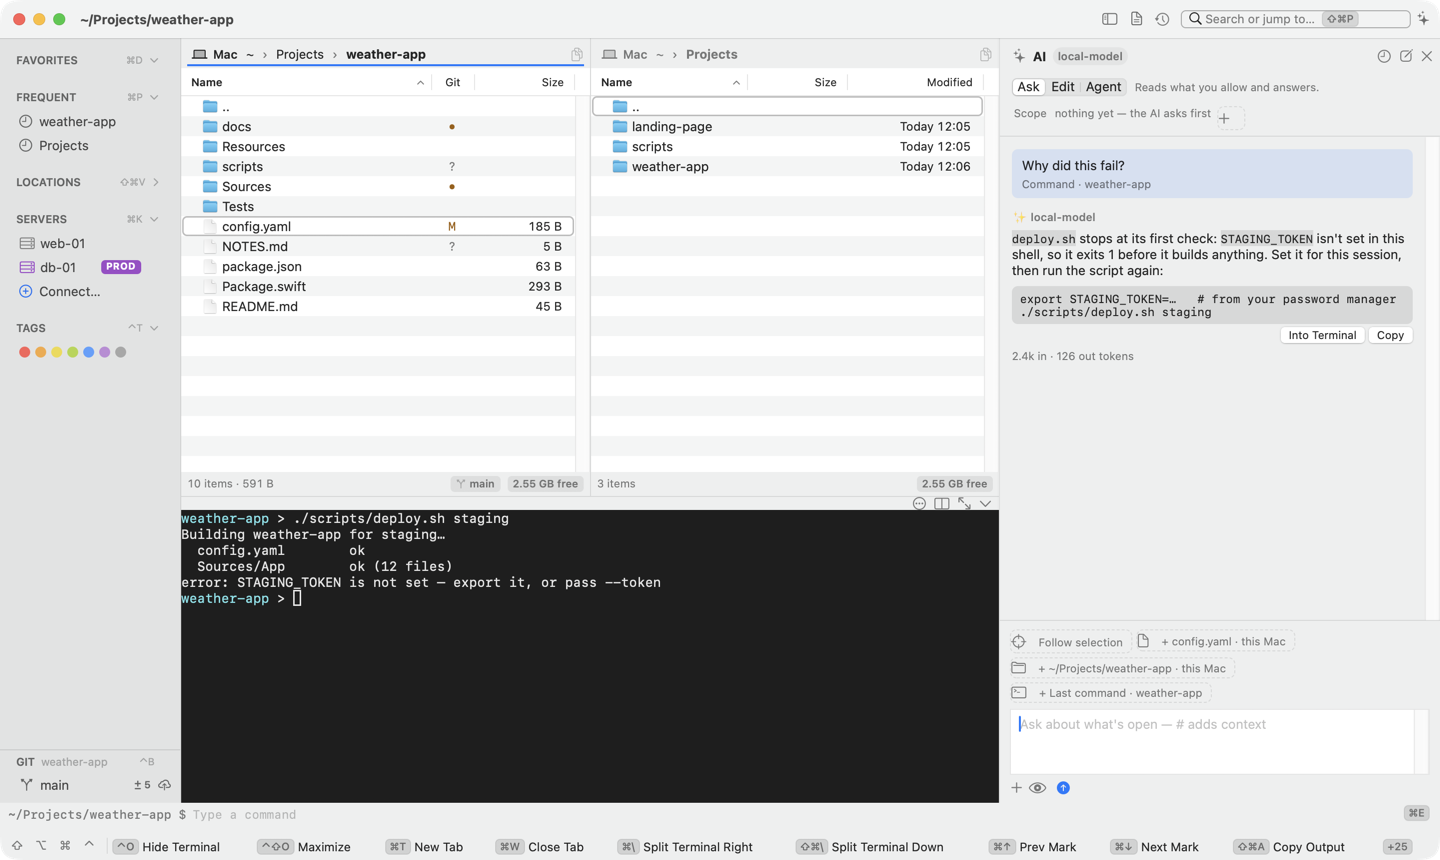 ~/Projects/weather-app
Search or jump to... ⇧⌘P
FAVORITES ⌘D
FREQUENT ⌘P
weather-app
Projects
LOCATIONS ⇧⌘V
SERVERS ⌘K
web-01
db-01 PROD
Connect...
TAGS ^T
GIT weather-app ^B
main ± 5
Mac ~ › Projects › weather-app
Name Git Size
..
docs •
Resources
scripts ?
Sources •
Tests
config.yaml M 185 B
NOTES.md ? 5 B
package.json 63 B
Package.swift 293 B
README.md 45 B
10 items · 591 B main 2.55 GB free
Mac ~ › Projects
Name Size Modified
..
landing-page Today 12:05
scripts Today 12:05
weather-app Today 12:06
3 items 2.55 GB free
weather-app > ./scripts/deploy.sh staging
Building weather-app for staging…
config.yaml ok
Sources/App ok (12 files)
error: STAGING_TOKEN is not set — export it, or pass --token
weather-app >
AI local-model
Ask Edit Agent Reads what you allow and answers.
Scope nothing yet — the AI asks first +
Why did this fail?
Command · weather-app
✨ local-model
deploy.sh stops at its first check: STAGING_TOKEN isn't set in this
shell, so it exits 1 before it builds anything. Set it for this session,
then run the script again:
export STAGING_TOKEN=… # from your password manager
./scripts/deploy.sh staging
Into Terminal Copy
2.4k in · 126 out tokens
Follow selection + config.yaml · this Mac
+ ~/Projects/weather-app · this Mac
+ Last command · weather-app
Ask about what's open — # adds context
~/Projects/weather-app $ Type a command ⌘E
⇧ ⌥ ⌘ ^ ^O Hide Terminal ^⇧O Maximize ⌘T New Tab ⌘W Close Tab ⌘\ Split Terminal Right ⇧⌘\ Split Terminal Down ⌘↑ Prev Mark ⌘↓ Next Mark ⇧⌘A Copy Output +25